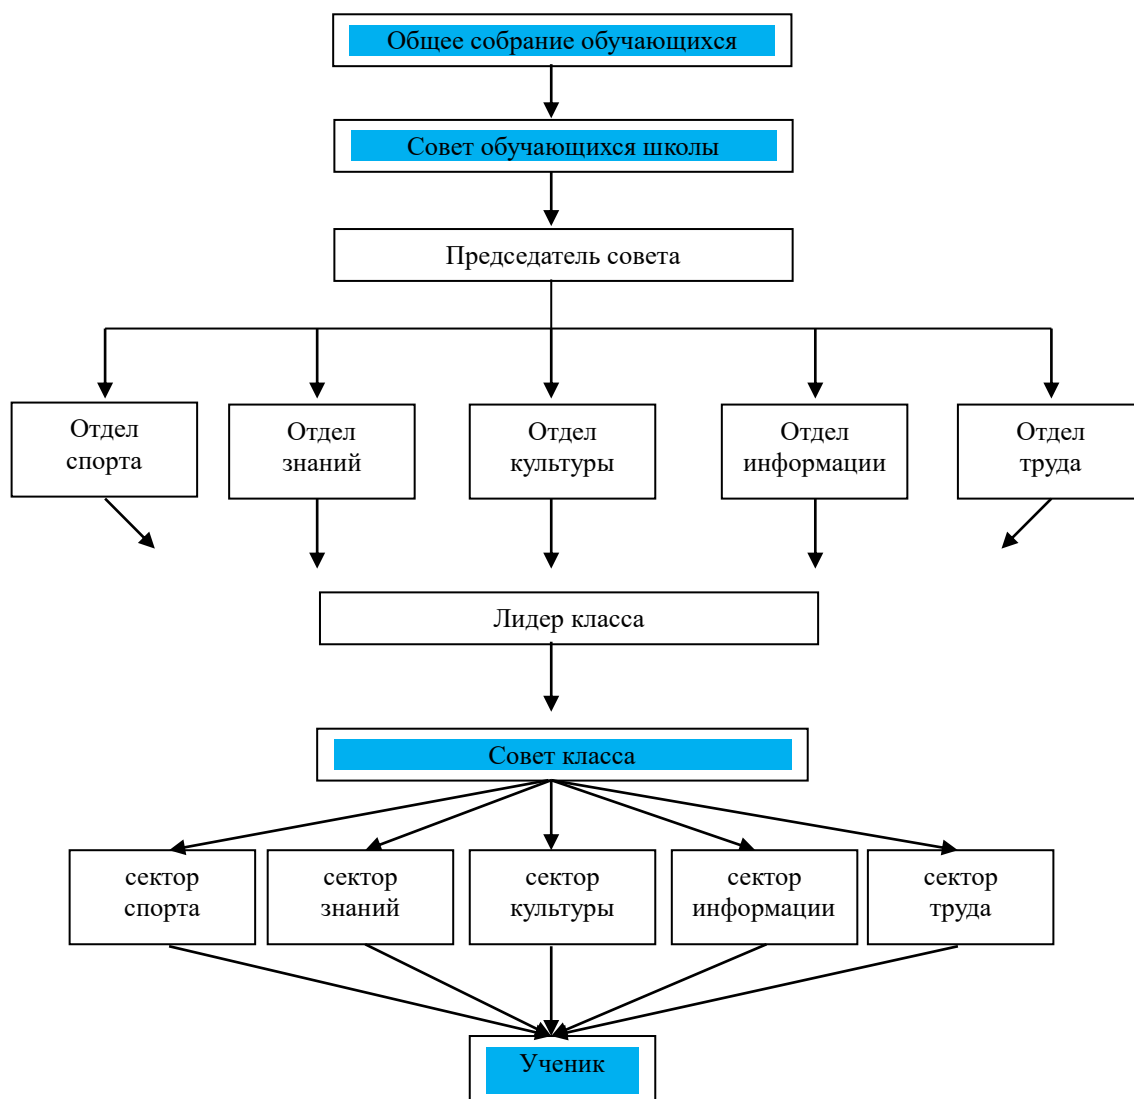 Общее собрание обучающихся
Совет обучающихся школы
Председатель совета
Отдел
спорта
Отдел
знаний
Отдел
культуры
Отдел
информации
Отдел
труда
Лидер класса
Совет класса
сектор
спорта
сектор
знаний
сектор
культуры
сектор
информации
сектор
труда
Ученик